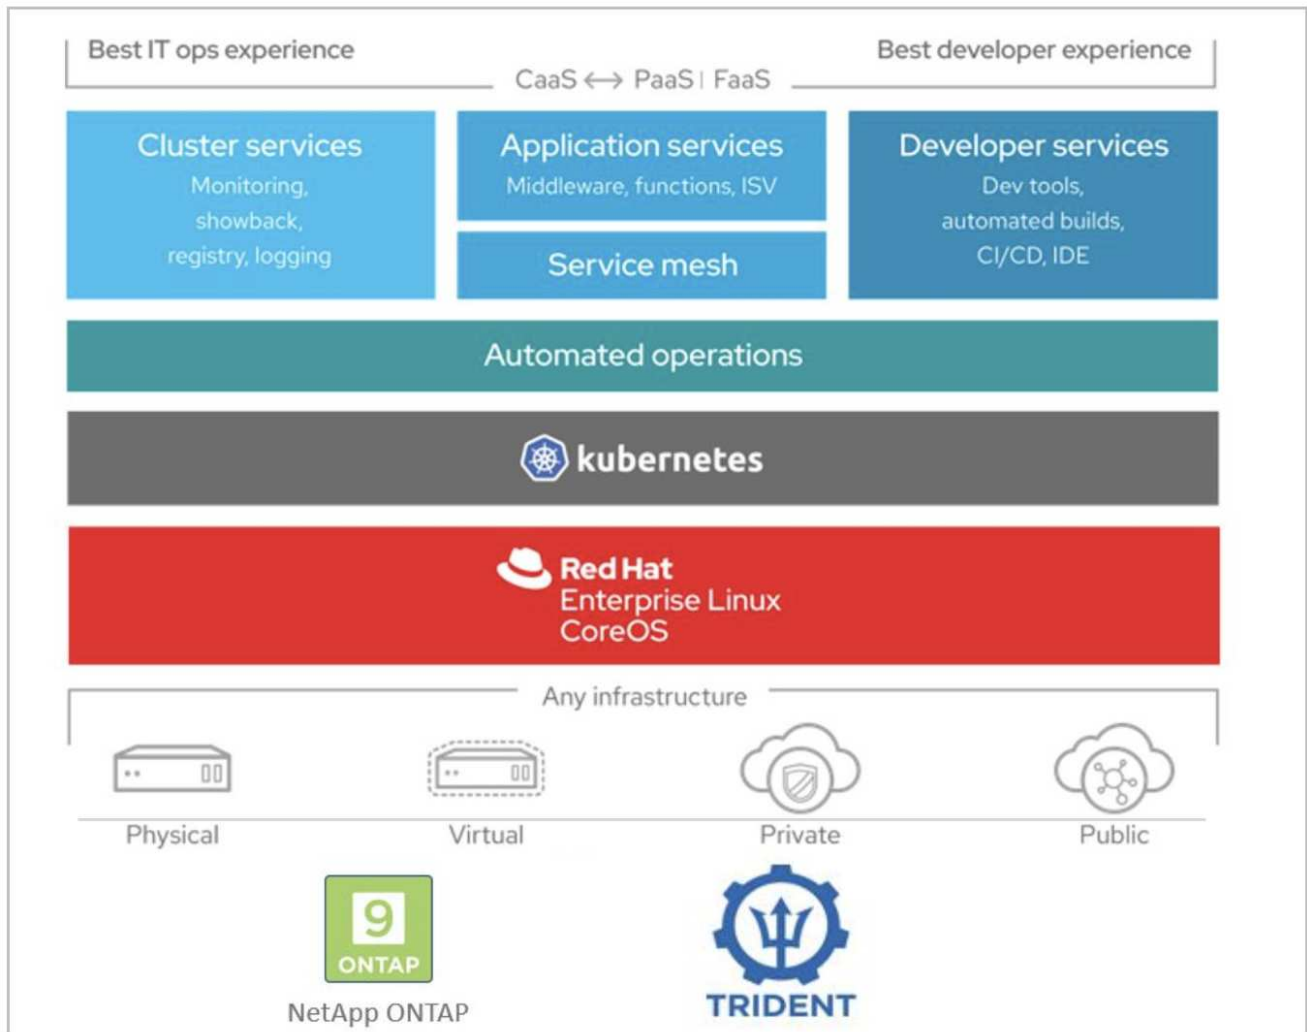 Best IT ops experience
Best developer experience
CaaS ⟷ PaaS | FaaS
Cluster services
Monitoring,
showback,
registry, logging
Application services
Middleware, functions, ISV
Service mesh
Developer services
Dev tools,
automated builds,
CI/CD, IDE
Automated operations
kubernetes
Red Hat
Enterprise Linux
CoreOS
Any infrastructure
Physical
Virtual
Private
Public
9
ONTAP
NetApp ONTAP
TRIDENT